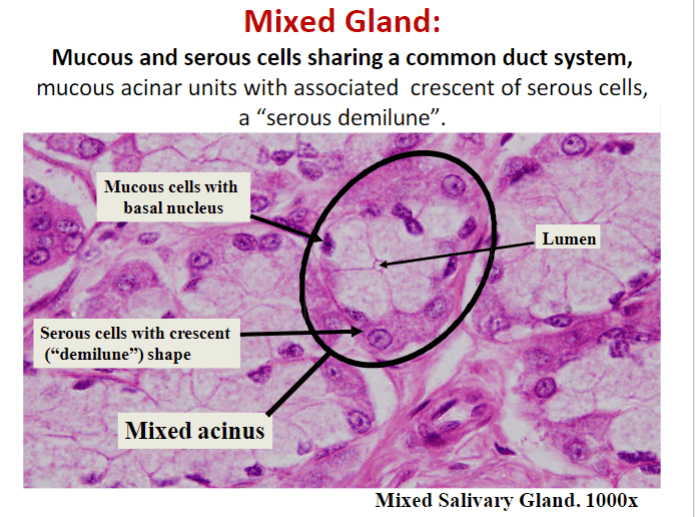 Mixed Gland:
Mucous and serous cells sharing a common duct system,
mucous acinar units with associated crescent of serous cells,
a “serous demilune”.
Mucous cells with
basal nucleus
Lumen
Serous cells with crescent
(“demilune”) shape
Mixed acinus
Mixed Salivary Gland. 1000x